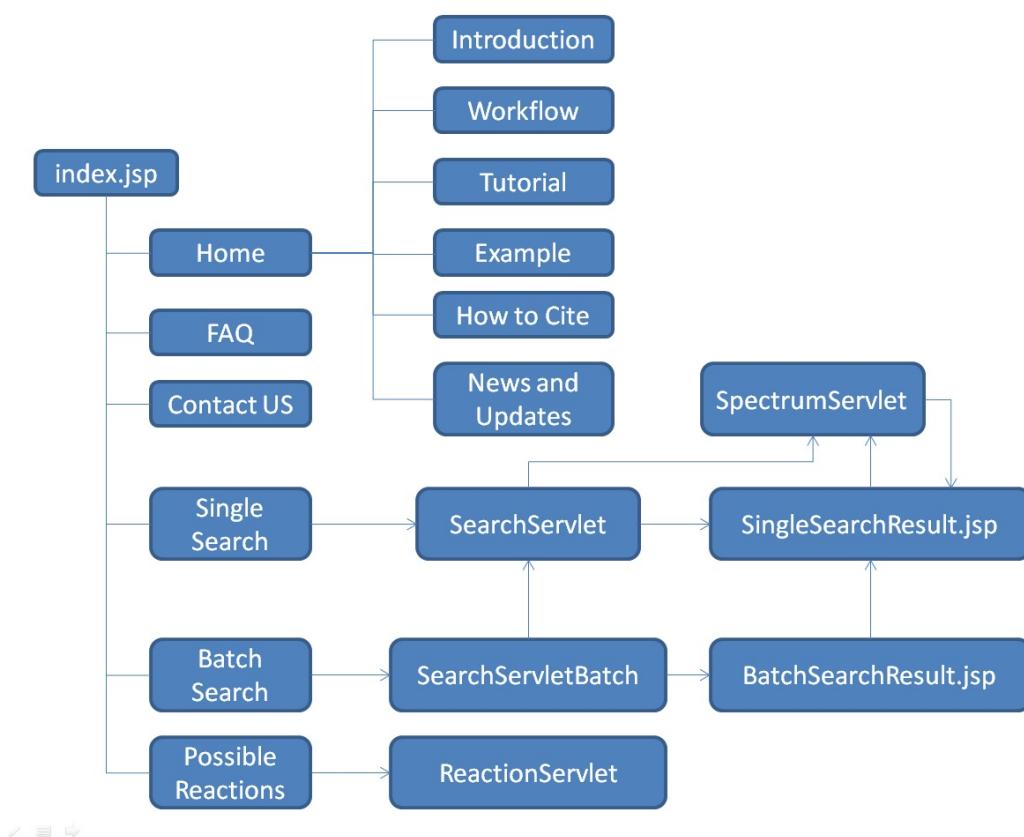 Introduction
Workflow
index.jsp
Tutorial
Home
Example
How to Cite
FAQ
News and
Updates
Contact US
SpectrumServlet
Single
Search
SearchServlet
SingleSearchResult.jsp
Batch
Search
SearchServletBatch
BatchSearchResult.jsp
Possible
Reactions
ReactionServlet